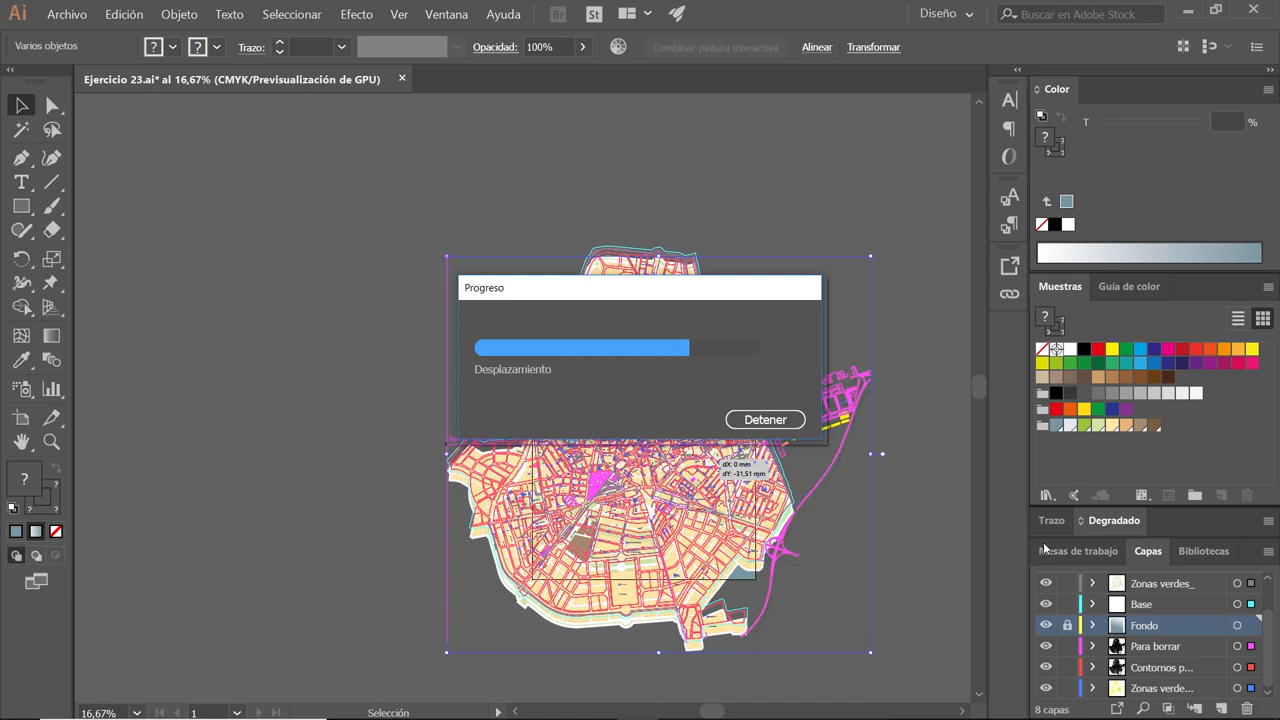 Ai Archivo Edición Objeto Texto Seleccionar Efecto Ver Ventana Ayuda Br St Diseño Buscar en Adobe Stock
Varios objetos ? ? Trazo: Opacidad: 100% Combinar pintura interactiva Alinear Transformar
Ejercicio 23.ai* al 16,67% (CMYK/Previsualización de GPU) ×
Color
T %
Progreso
Desplazamiento
Detener
Muestras Guía de color
dX: 0 mm
dY: -31,51 mm
Trazo Degradado
sas de trabajo Capas Bibliotecas
Zonas verdes_
Base
Fondo
Para borrar
Contornos p...
Zonas verde...
8 capas
16,67% 1 Selección